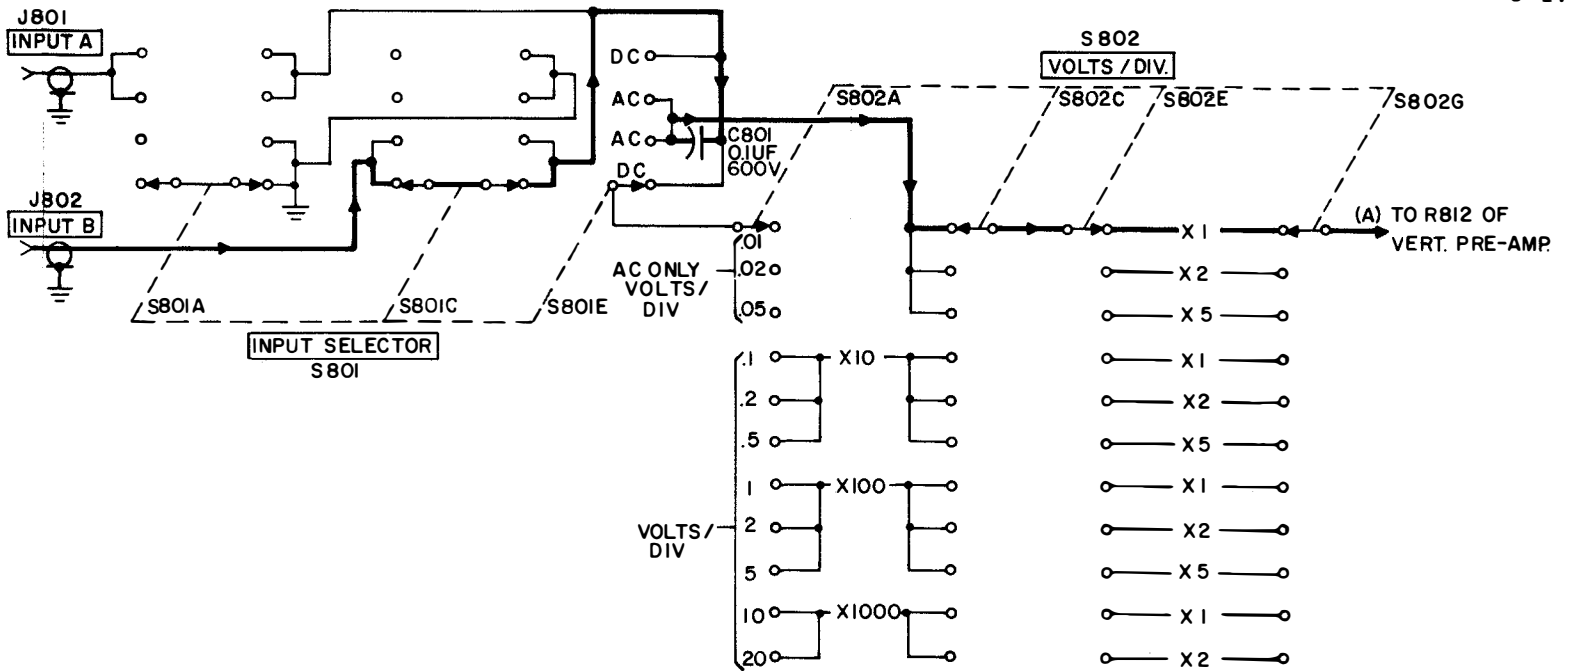 J801
INPUT A
J802
INPUT B
S801A
S801C
S801E
INPUT SELECTOR
S801
DC
AC
AC
DC
C801
0.1UF
600V
S802
VOLTS / DIV.
S802A
S802C
S802E
S802G
(A) TO R812 OF
VERT. PRE-AMP.
AC ONLY
VOLTS/
DIV
.01
.02
.05
VOLTS/
DIV
.1
.2
.5
1
2
5
10
20
X10
X100
X1000
X1
X2
X5
X1
X2
X5
X1
X2
X5
X1
X2